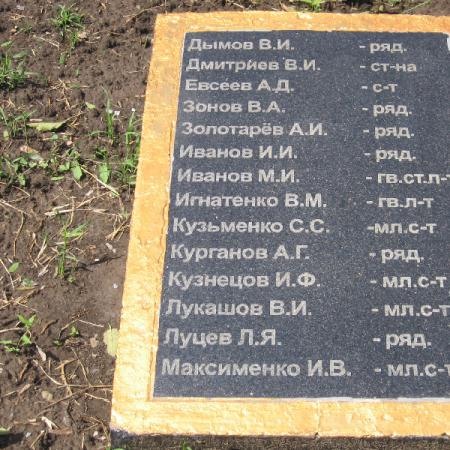 Дымов В.И. - ряд.
Дмитриев В.И. - ст-на
Евсеев А.Д. - с-т
Зонов В.А. - ряд.
Золотарёв А.И. - ряд.
Иванов И.И. - ряд.
Иванов М.И. - гв.ст.л-т
Игнатенко В.М. - гв.л-т
Кузьменко С.С. -мл.с-т
Курганов А.Г. - ряд.
Кузнецов И.Ф. - мл.с-т
Лукашов В.И. - мл.с-т
Луцев Л.Я. - ряд.
Максименко И.В. - мл.с-т